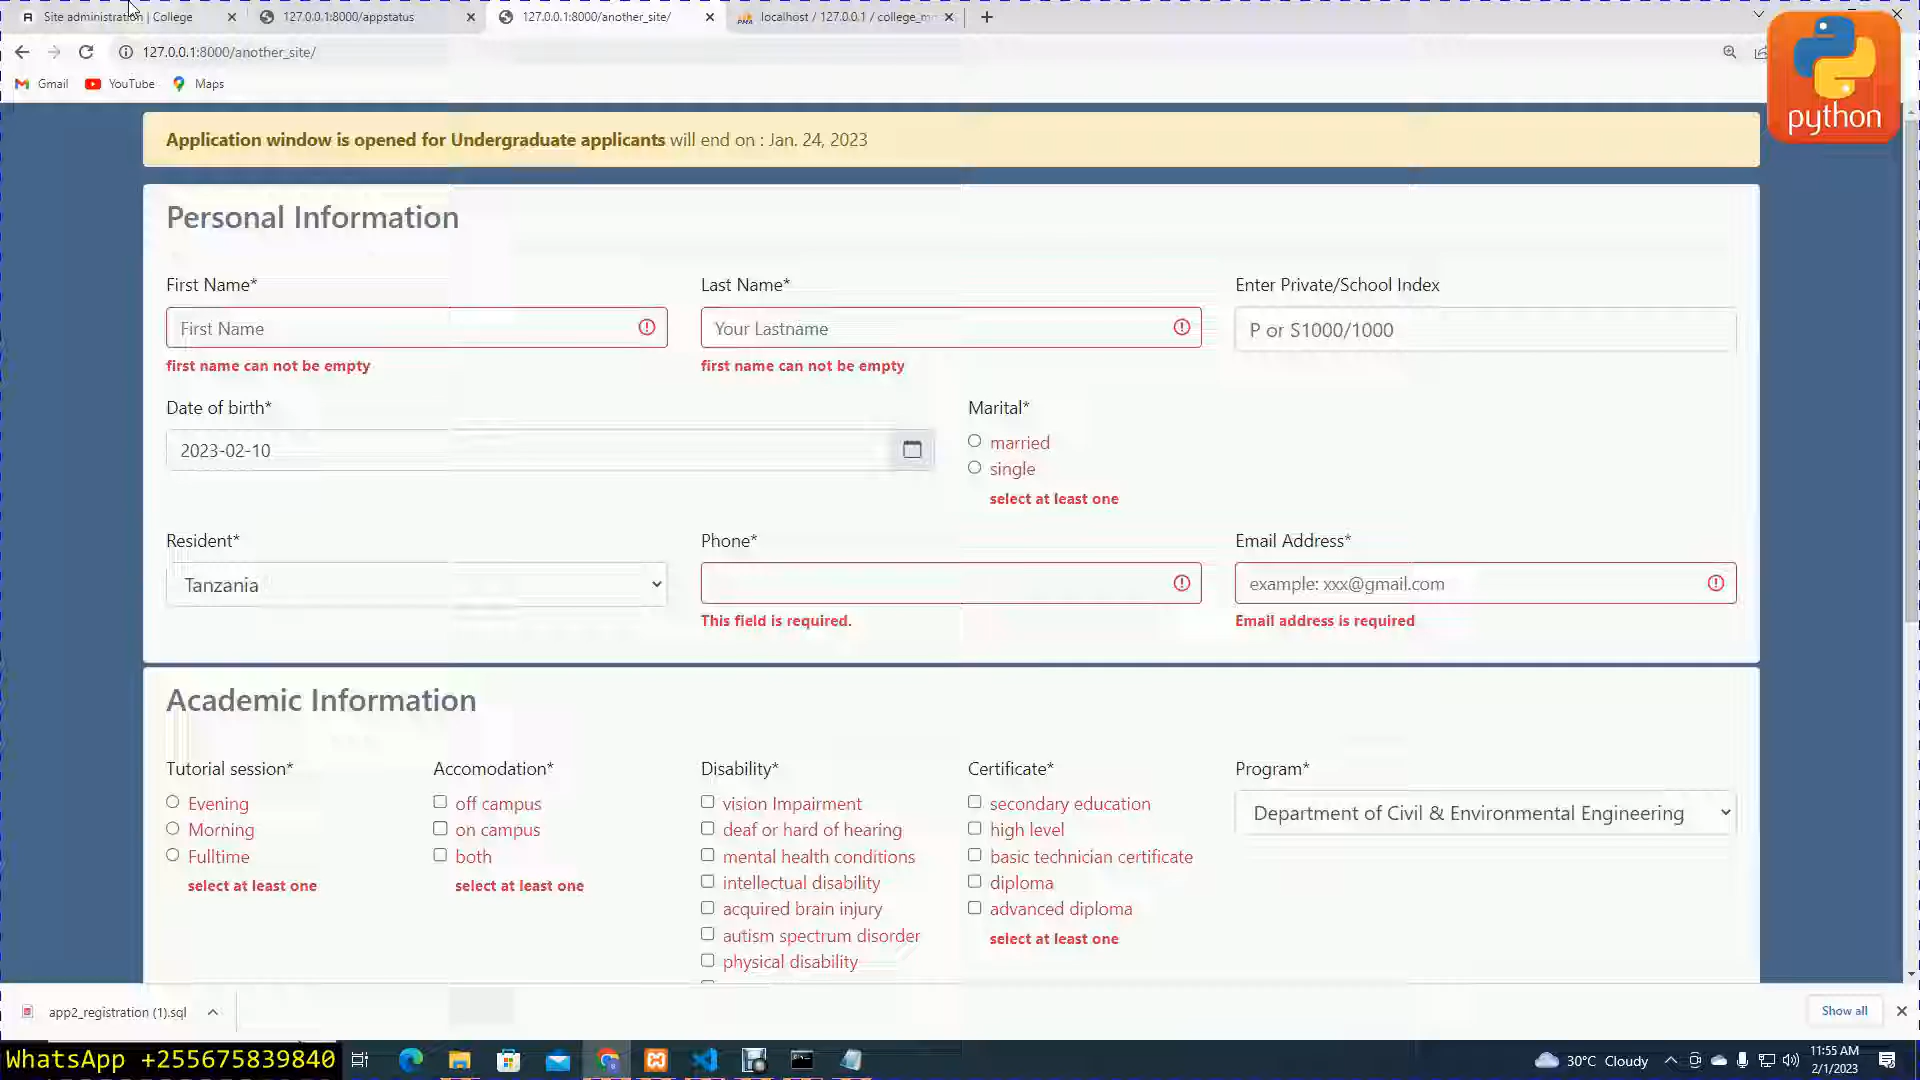 Site administration | College
127.0.0.1:8000/appstatus
127.0.0.1:8000/another_site/
localhost / 127.0.0.1 / college_m
127.0.0.1:8000/another_site/
Gmail
YouTube
Maps
python
Application window is opened for Undergraduate applicants will end on : Jan. 24, 2023
Personal Information
First Name*
Last Name*
Enter Private/School Index
First Name
Your Lastname
P or S1000/1000
first name can not be empty
first name can not be empty
Date of birth*
Marital*
2023-02-10
married
single
select at least one
Resident*
Phone*
Email Address*
Tanzania
example: xxx@gmail.com
This field is required.
Email address is required
Academic Information
Tutorial session*
Accomodation*
Disability*
Certificate*
Program*
Evening
Morning
Fulltime
select at least one
off campus
on campus
both
select at least one
vision Impairment
deaf or hard of hearing
mental health conditions
intellectual disability
acquired brain injury
autism spectrum disorder
physical disability
secondary education
high level
basic technician certificate
diploma
advanced diploma
select at least one
Department of Civil & Environmental Engineering
app2_registration (1).sql
Show all
WhatsApp +255675839840
30°C Cloudy
11:55 AM
2/1/2023